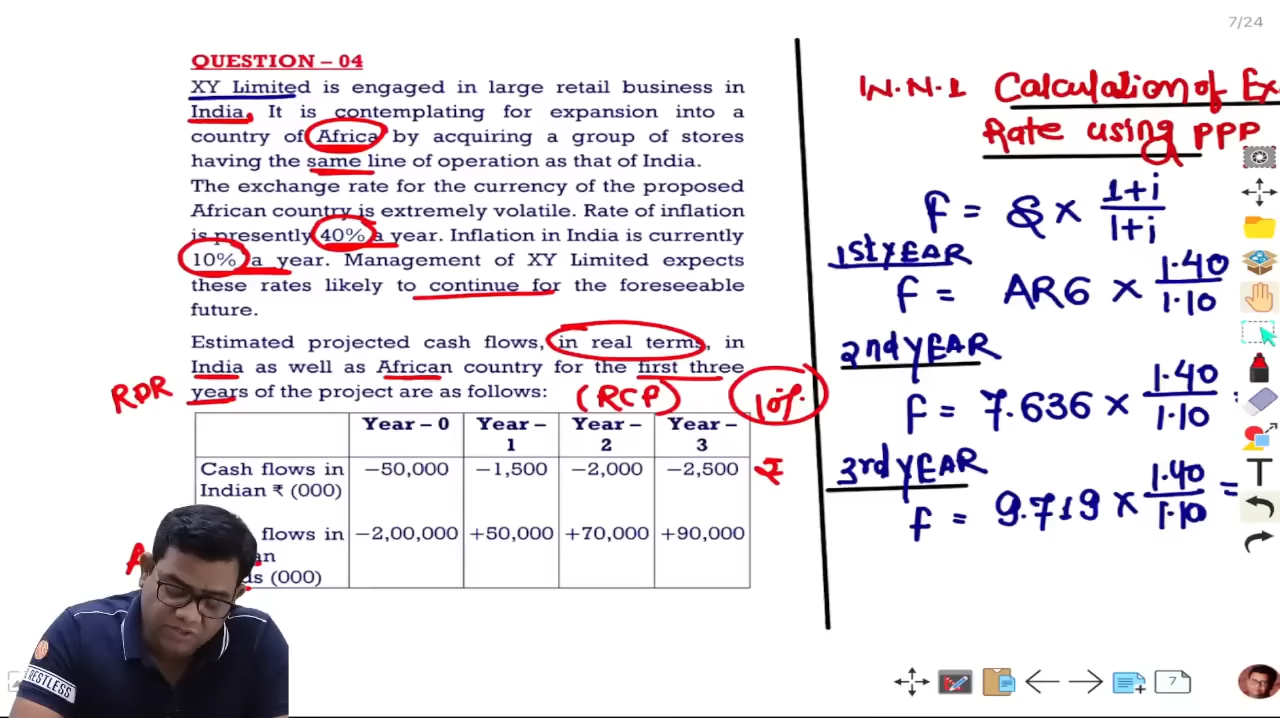 7/24
QUESTION – 04
XY Limited is engaged in large retail business in
India. It is contemplating for expansion into a
country of Africa by acquiring a group of stores
having the same line of operation as that of India.
The exchange rate for the currency of the proposed
African country is extremely volatile. Rate of inflation
is presently 40% a year. Inflation in India is currently
10% a year. Management of XY Limited expects
these rates likely to continue for the foreseeable
future.
Estimated projected cash flows, in real terms, in
India as well as African country for the first three
years of the project are as follows:
RDR
(RCP)
10%
Year – 0 Year – 1 Year – 2 Year – 3
Cash flows in −50,000 −1,500 −2,000 −2,500 ₹
Indian ₹ (000)
flows in −2,00,000 +50,000 +70,000 +90,000
(000)
W.N.1 Calculation of Ex
Rate using PPP
F = S × 1+i / 1+i
1st YEAR
F = AR6 × 1.40 / 1.10
2nd YEAR
F = 7.636 × 1.40 / 1.10
3rd YEAR
F = 9.719 × 1.40 / 1.10 =
T
7
RESTLESS